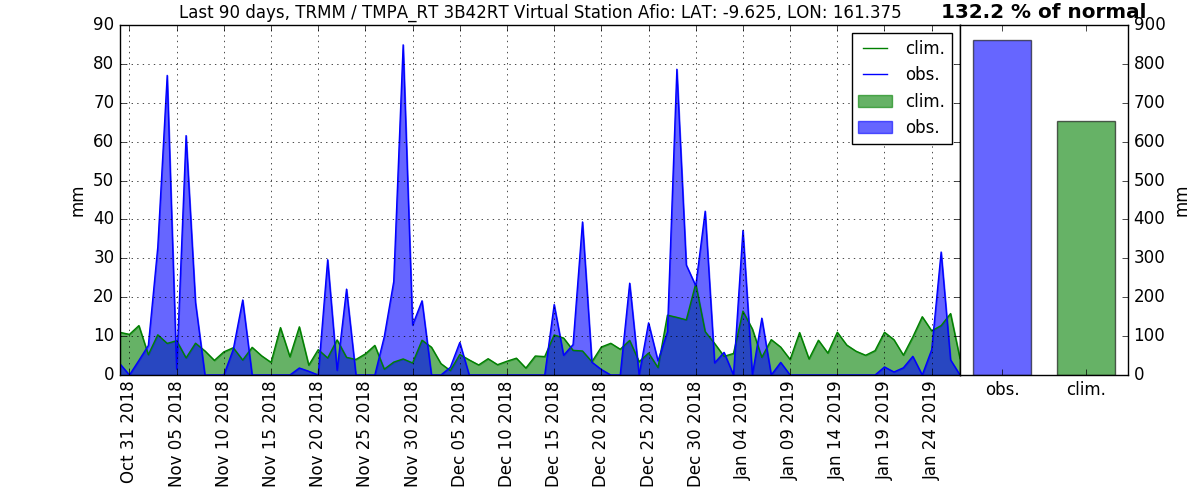 Last 90 days, TRMM / TMPA_RT 3B42RT Virtual Station Afio: LAT: -9.625, LON: 161.375
132.2 % of normal
90
80
70
60
50
40
30
20
10
0
mm
clim.
obs.
clim.
obs.
Oct 31 2018
Nov 05 2018
Nov 10 2018
Nov 15 2018
Nov 20 2018
Nov 25 2018
Nov 30 2018
Dec 05 2018
Dec 10 2018
Dec 15 2018
Dec 20 2018
Dec 25 2018
Dec 30 2018
Jan 04 2019
Jan 09 2019
Jan 14 2019
Jan 19 2019
Jan 24 2019
900
800
700
600
500
400
300
200
100
0
mm
obs.
clim.